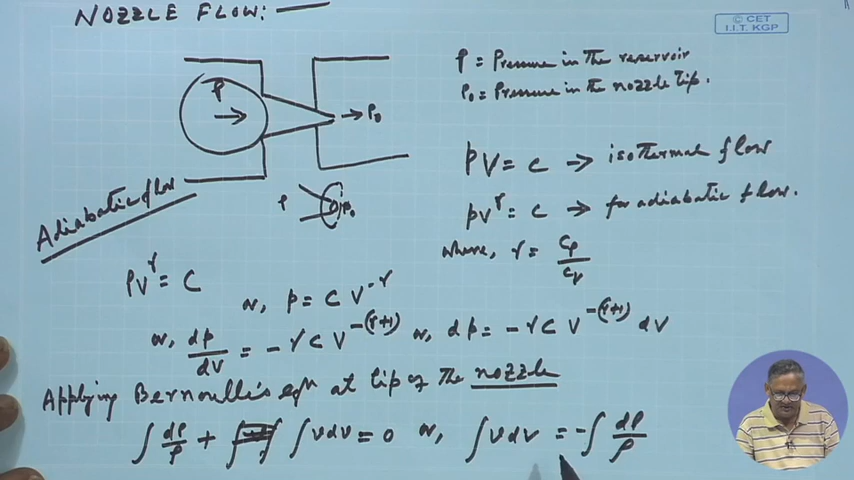 NOZZLE FLOW: —
© CET
I.I.T. KGP
P = Pressure in the reservoir
P₀ = Pressure in the nozzle tip.
P
→ P₀
PV = C → isothermal flow
P P₀
Adiabatic flow
PV^γ = C → for adiabatic flow.
where, γ = Cp/Cv
PV^γ = C
or, p = C V^-γ
or, dp/dV = -γ C V^-(γ+1) or, dp = -γ C V^-(γ+1) dV
Applying Bernoulli's eqn at tip of the nozzle
∫ dp/ρ + ∫ v dv = 0 or, ∫ v dv = - ∫ dp/ρ